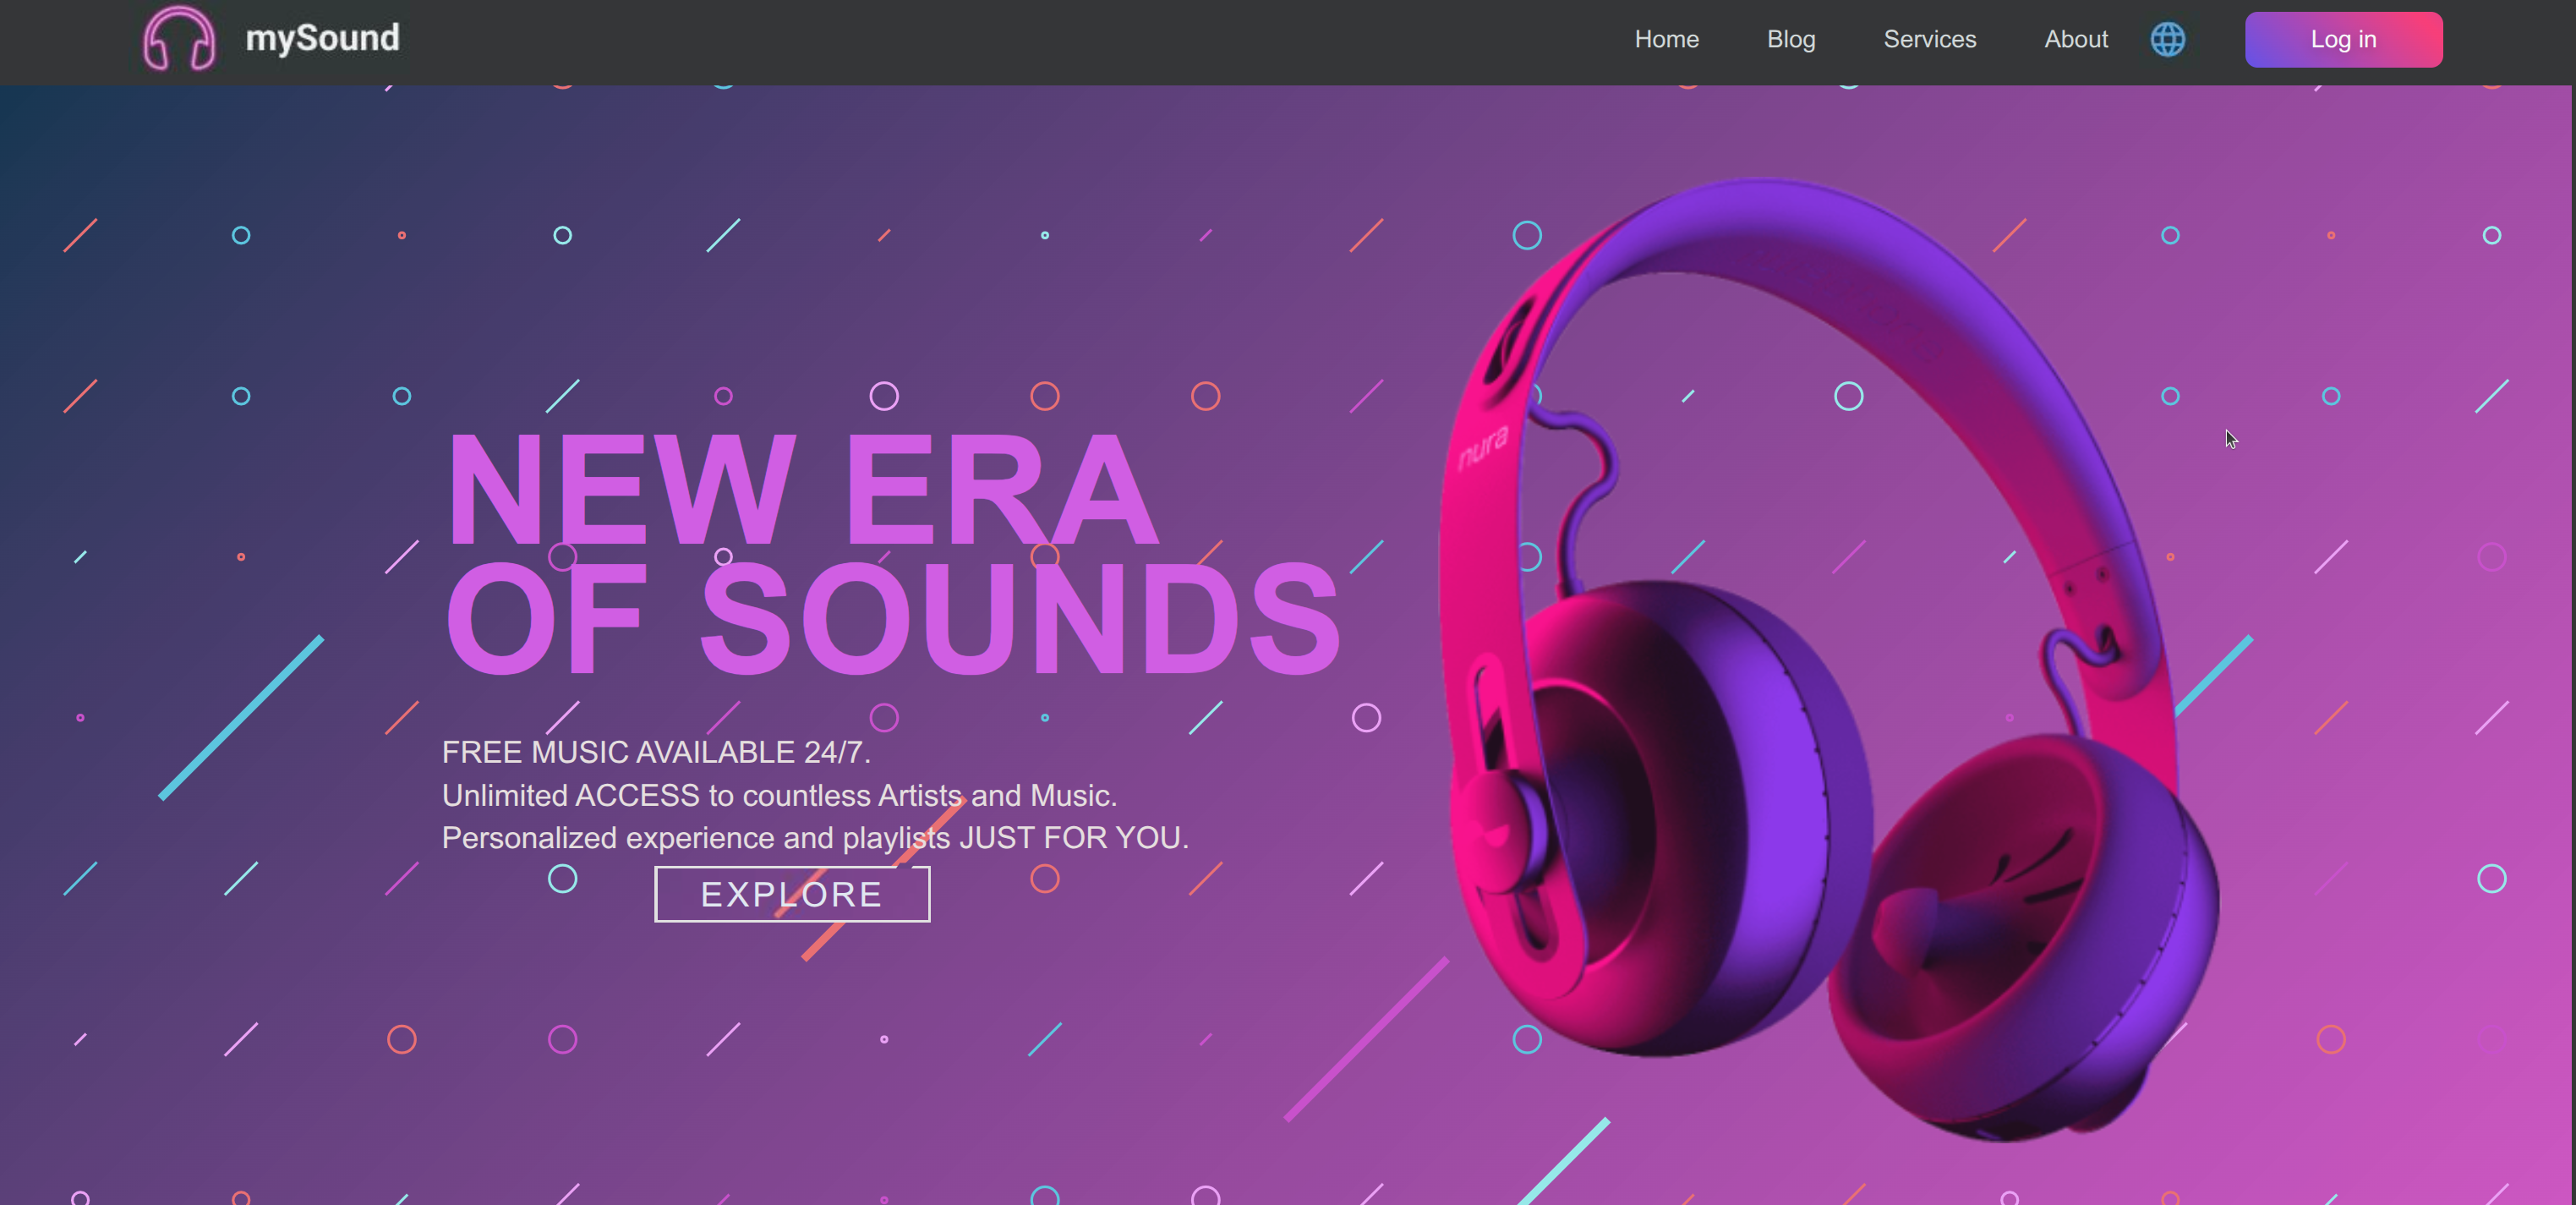 mySound
Home Blog Services About Log in
NEW ERA
OF SOUNDS
nura
FREE MUSIC AVAILABLE 24/7.
Unlimited ACCESS to countless Artists and Music.
Personalized experience and playlists JUST FOR YOU.
EXPLORE